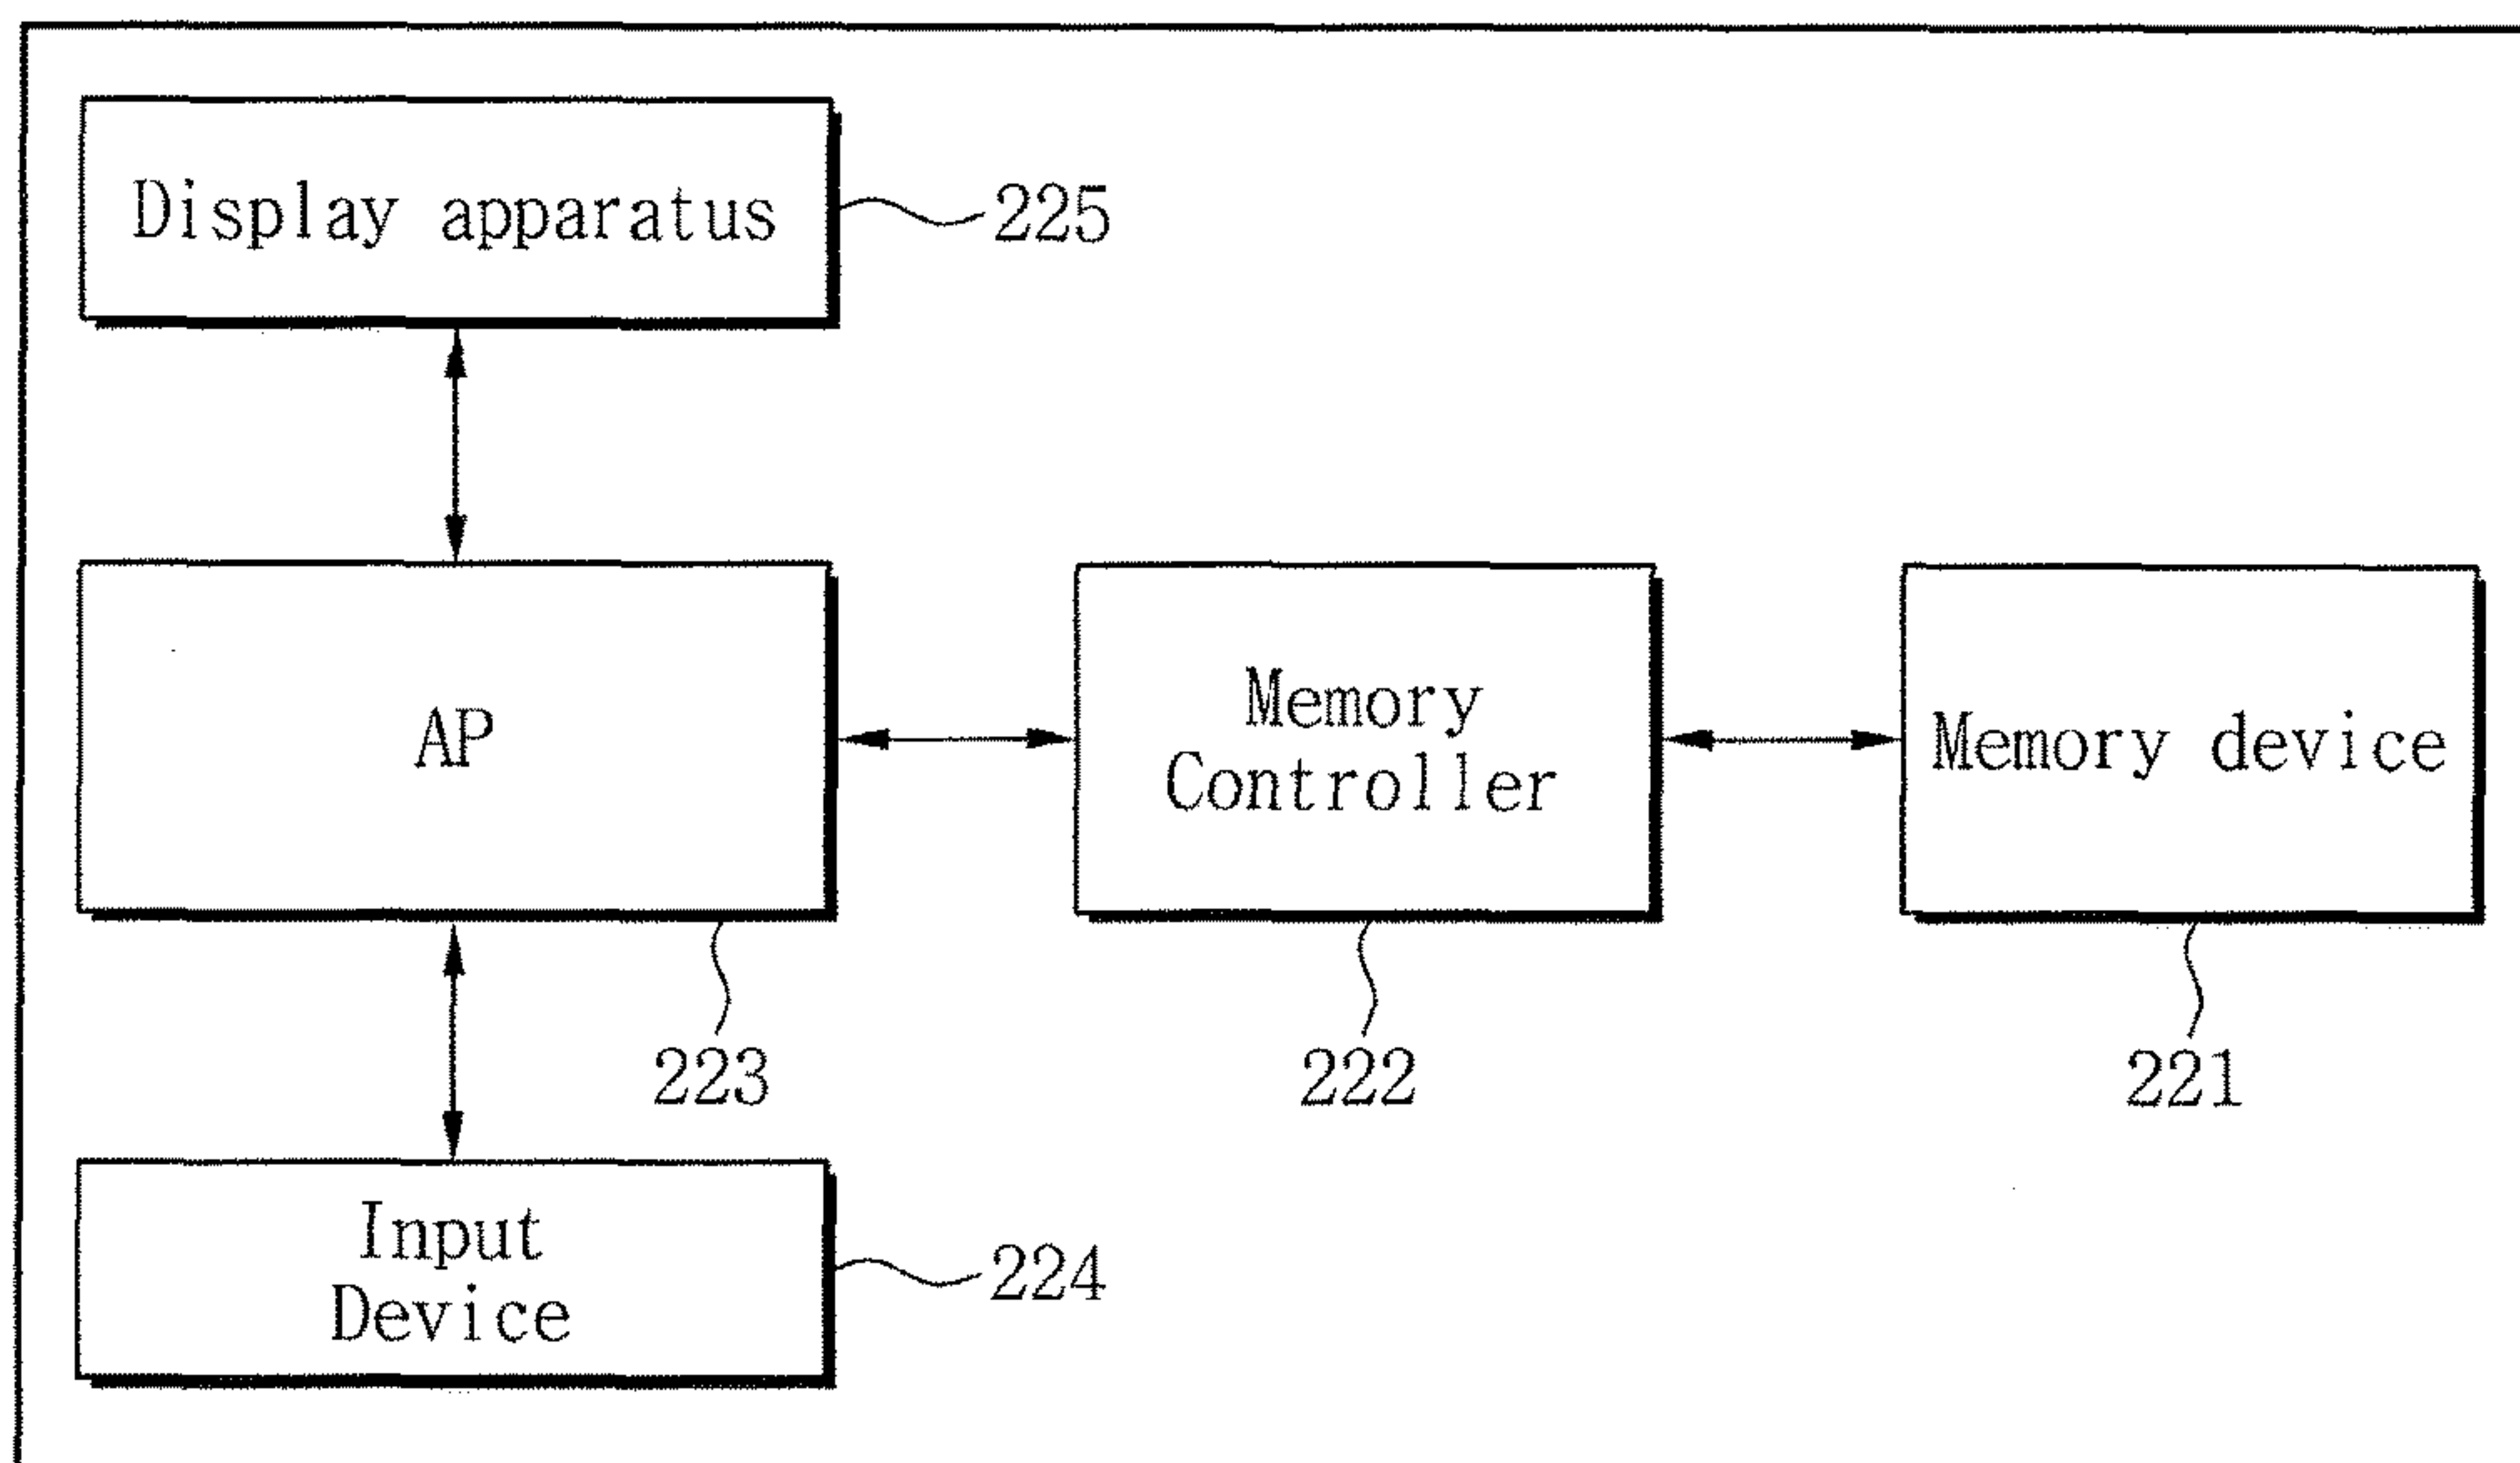 Display apparatus
225
AP
Memory
Controller
Memory device
223
222
221
Input
Device
224